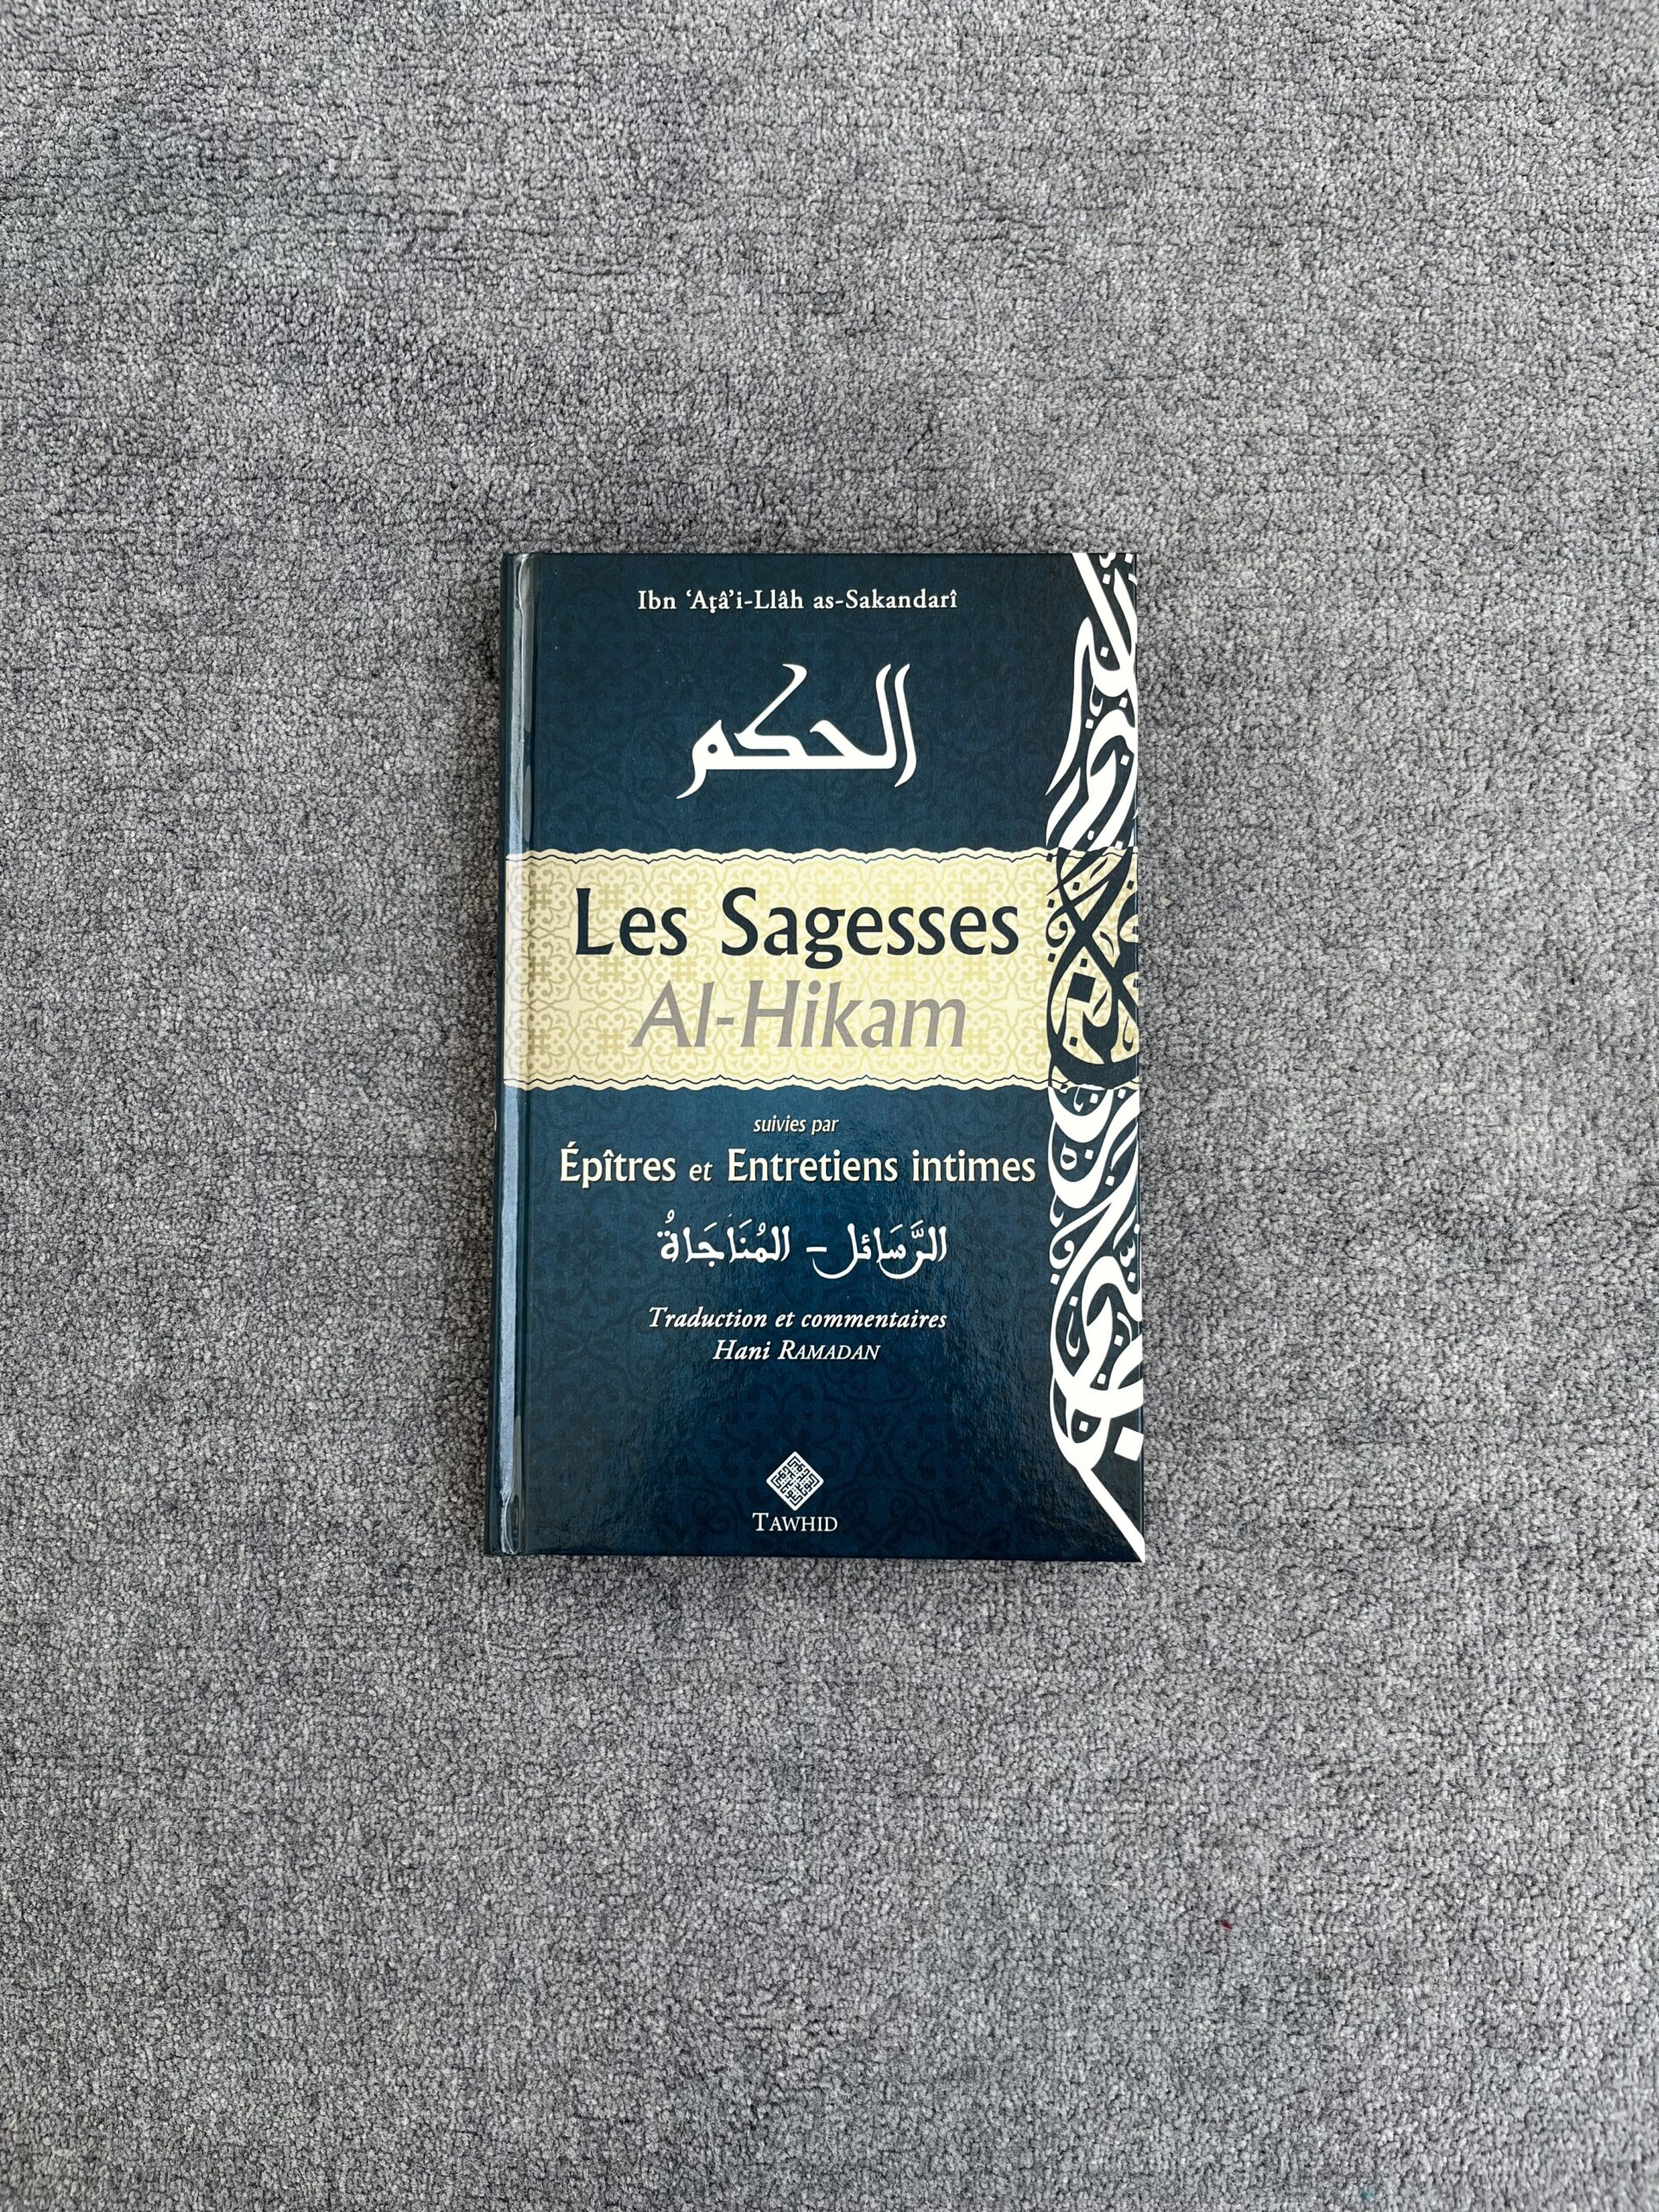 Ibn ‘Aṭâ’i-Llâh as-Sakandarî
الحكم
Les Sagesses
Al-Hikam
suivies par
Épîtres et Entretiens intimes
الرَّسَائل - المُنَاجَاةُ
Traduction et commentaires
Hani RAMADAN
TAWHID